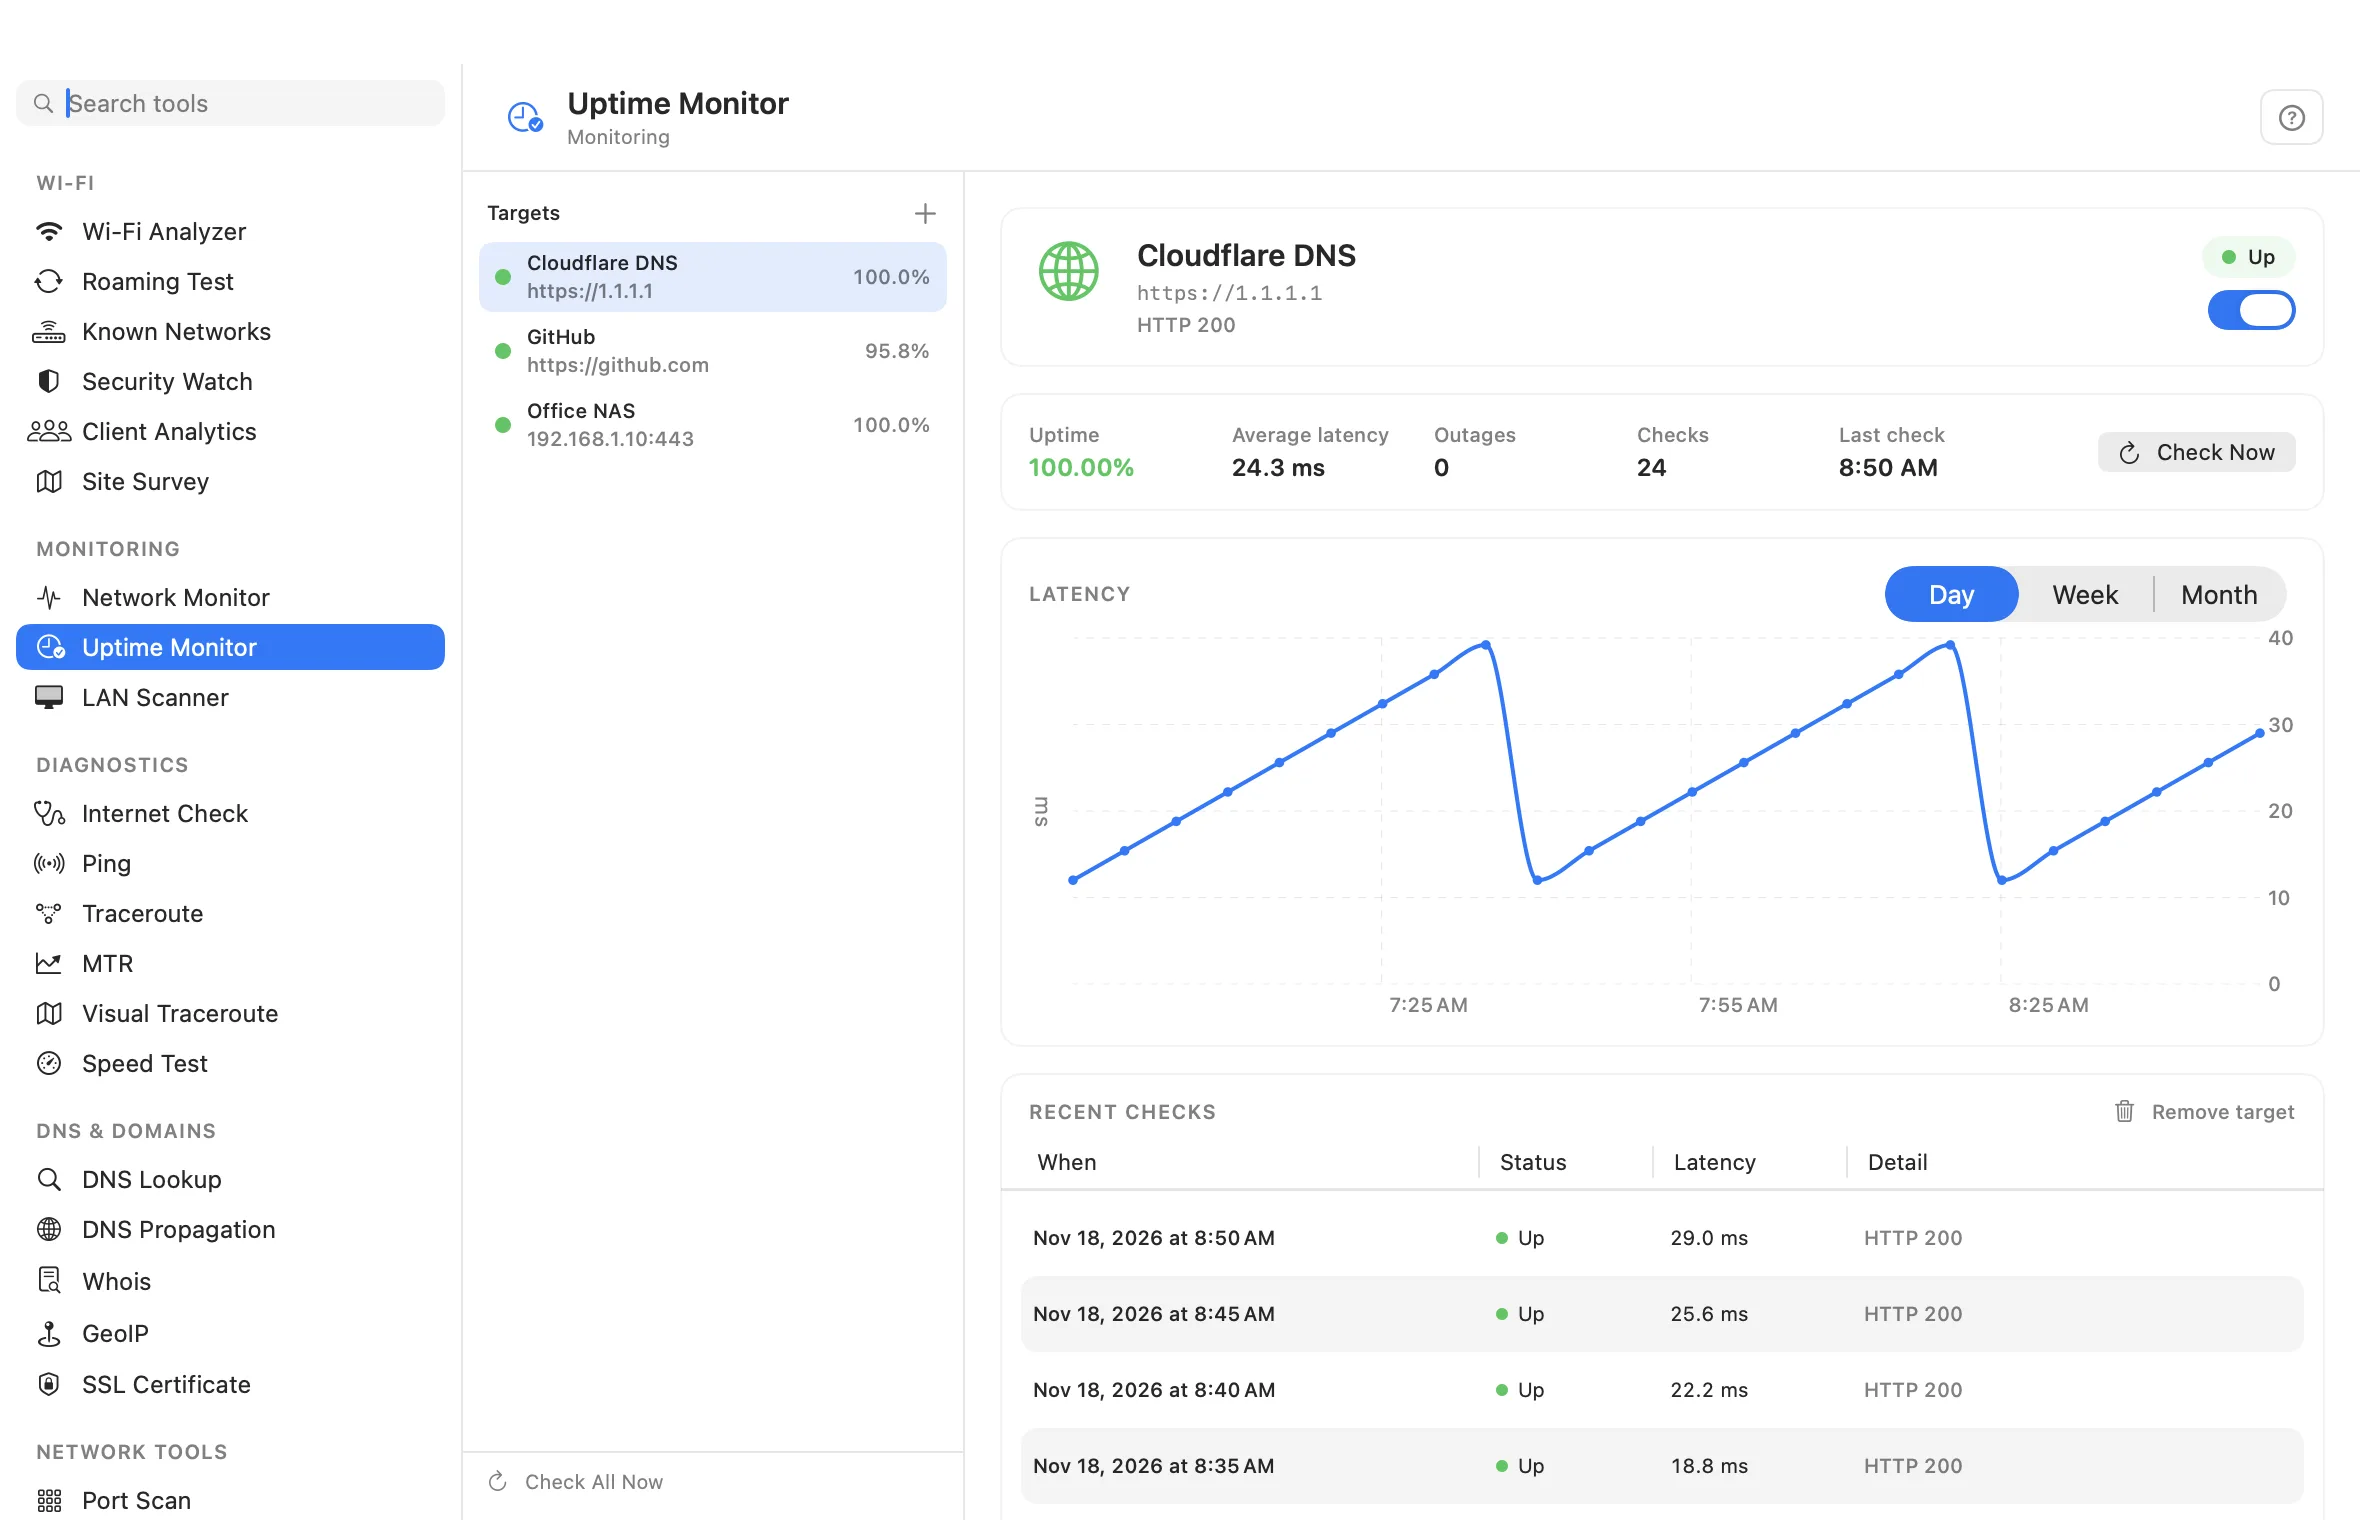 Search tools
WI-FI
Wi-Fi Analyzer
Roaming Test
Known Networks
Security Watch
Client Analytics
Site Survey
MONITORING
Network Monitor
Uptime Monitor
LAN Scanner
DIAGNOSTICS
Internet Check
Ping
Traceroute
MTR
Visual Traceroute
Speed Test
DNS & DOMAINS
DNS Lookup
DNS Propagation
Whois
GeoIP
SSL Certificate
NETWORK TOOLS
Port Scan
Uptime Monitor
Monitoring
Targets
Cloudflare DNS
https://1.1.1.1
100.0%
GitHub
https://github.com
95.8%
Office NAS
192.168.1.10:443
100.0%
Check All Now
Cloudflare DNS
https://1.1.1.1
HTTP 200
Up
Uptime
100.00%
Average latency
24.3 ms
Outages
0
Checks
24
Last check
8:50 AM
Check Now
LATENCY
Day Week Month
ms
40
30
20
10
0
7:25 AM 7:55 AM 8:25 AM
RECENT CHECKS
Remove target
When Status Latency Detail
Nov 18, 2026 at 8:50 AM Up 29.0 ms HTTP 200
Nov 18, 2026 at 8:45 AM Up 25.6 ms HTTP 200
Nov 18, 2026 at 8:40 AM Up 22.2 ms HTTP 200
Nov 18, 2026 at 8:35 AM Up 18.8 ms HTTP 200